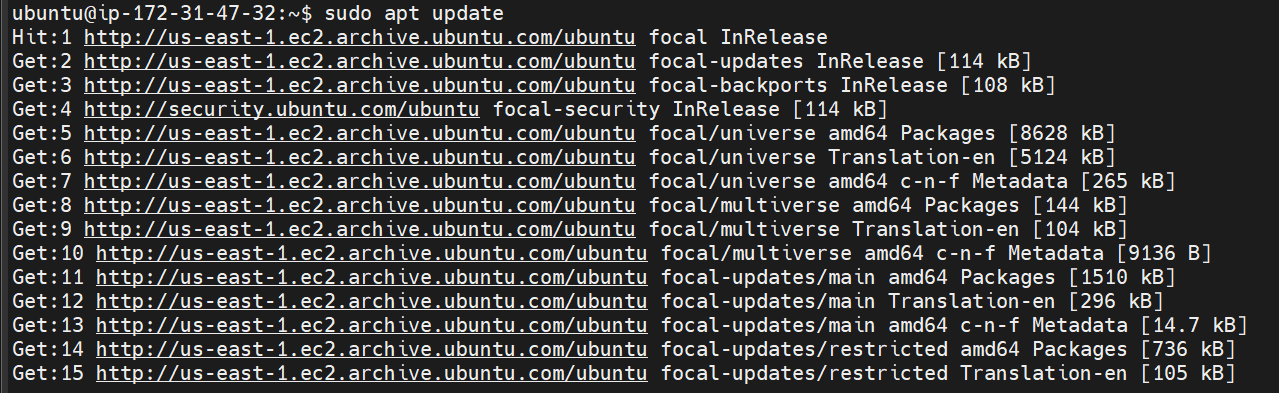 ubuntu@ip-172-31-47-32:~$ sudo apt update
Hit:1 http://us-east-1.ec2.archive.ubuntu.com/ubuntu focal InRelease
Get:2 http://us-east-1.ec2.archive.ubuntu.com/ubuntu focal-updates InRelease [114 kB]
Get:3 http://us-east-1.ec2.archive.ubuntu.com/ubuntu focal-backports InRelease [108 kB]
Get:4 http://security.ubuntu.com/ubuntu focal-security InRelease [114 kB]
Get:5 http://us-east-1.ec2.archive.ubuntu.com/ubuntu focal/universe amd64 Packages [8628 kB]
Get:6 http://us-east-1.ec2.archive.ubuntu.com/ubuntu focal/universe Translation-en [5124 kB]
Get:7 http://us-east-1.ec2.archive.ubuntu.com/ubuntu focal/universe amd64 c-n-f Metadata [265 kB]
Get:8 http://us-east-1.ec2.archive.ubuntu.com/ubuntu focal/multiverse amd64 Packages [144 kB]
Get:9 http://us-east-1.ec2.archive.ubuntu.com/ubuntu focal/multiverse Translation-en [104 kB]
Get:10 http://us-east-1.ec2.archive.ubuntu.com/ubuntu focal/multiverse amd64 c-n-f Metadata [9136 B]
Get:11 http://us-east-1.ec2.archive.ubuntu.com/ubuntu focal-updates/main amd64 Packages [1510 kB]
Get:12 http://us-east-1.ec2.archive.ubuntu.com/ubuntu focal-updates/main Translation-en [296 kB]
Get:13 http://us-east-1.ec2.archive.ubuntu.com/ubuntu focal-updates/main amd64 c-n-f Metadata [14.7 kB]
Get:14 http://us-east-1.ec2.archive.ubuntu.com/ubuntu focal-updates/restricted amd64 Packages [736 kB]
Get:15 http://us-east-1.ec2.archive.ubuntu.com/ubuntu focal-updates/restricted Translation-en [105 kB]